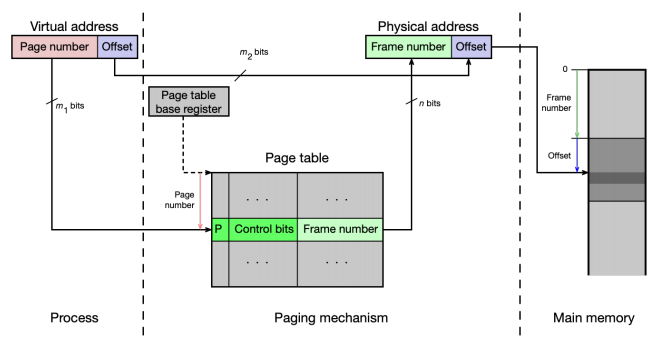 Virtual address
Physical address
Page number
Offset
Frame number
Offset
m2 bits
m1 bits
n bits
Page table
base register
0
Frame
number
Offset
Page table
Page
number
. . .
. . .
P
Control bits
Frame number
. . .
. . .
Process
Paging mechanism
Main memory